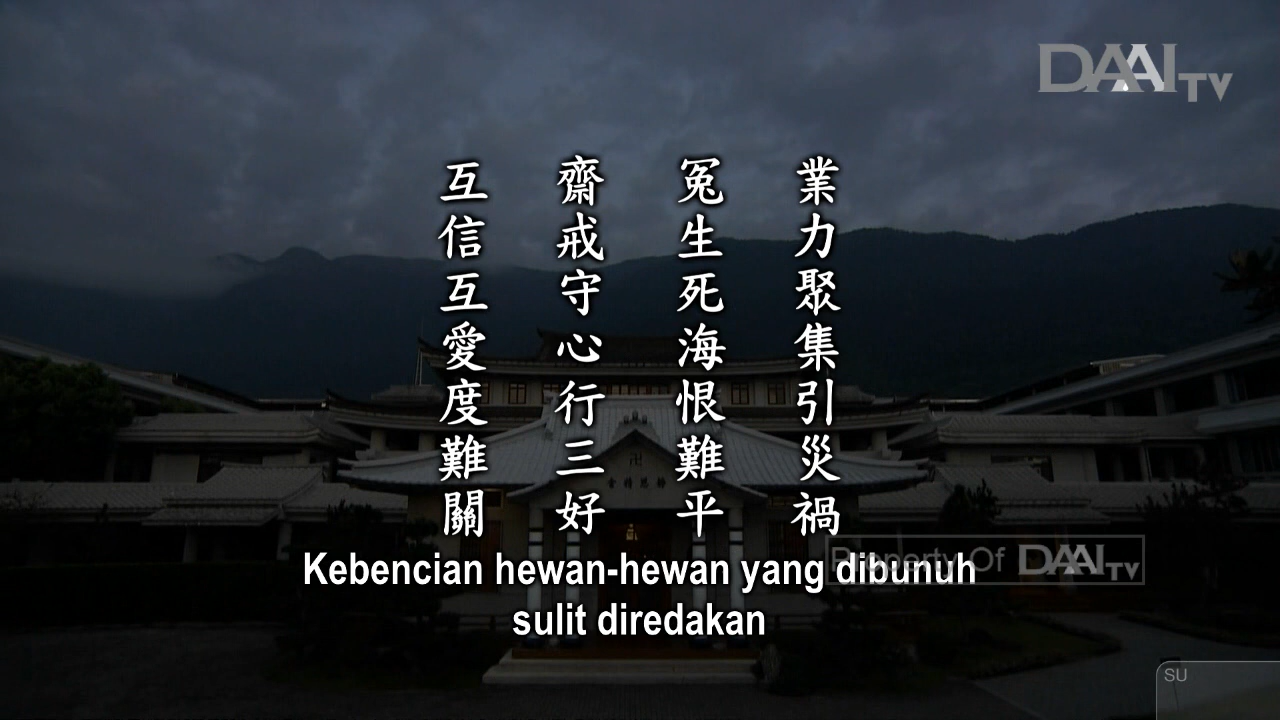 DAAI TV
業力聚集引災禍
冤生死海恨難平
齋戒守心行三好
互信互愛度難關
Kebencian hewan-hewan yang dibunuh
sulit diredakan
Property Of DAAI TV
SU